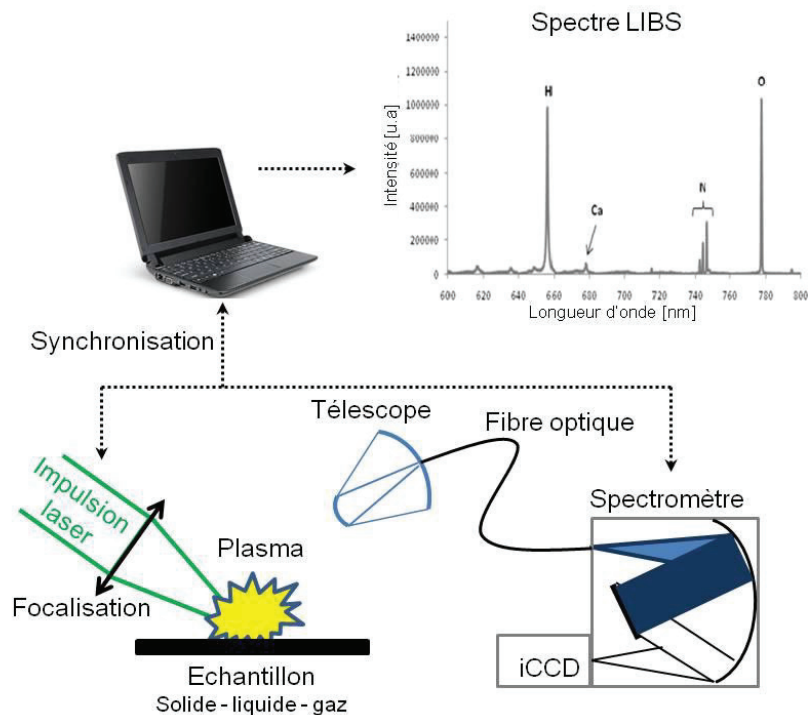 Spectre LIBS
Intensité [u.a]
1400000
1200000
1000000
800000
600000
400000
200000
0
H
Ca
N
O
600 620 640 660 680 700 720 740 760 780 800
Longueur d'onde [nm]
Synchronisation
Télescope
Fibre optique
Impulsion
laser
Plasma
Spectromètre
Focalisation
iCCD
Echantillon
Solide - liquide - gaz